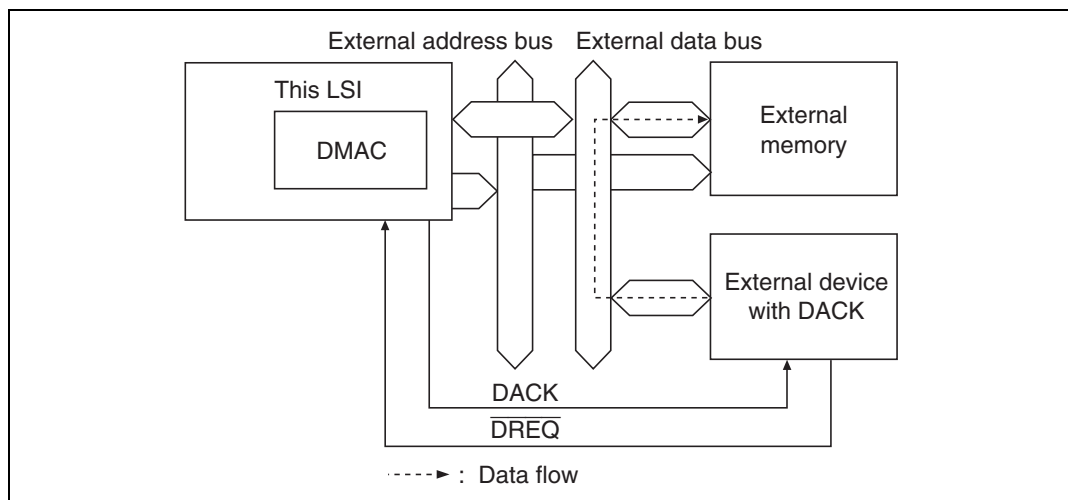 External address bus
External data bus
This LSI
DMAC
External
memory
External device
with DACK
DACK
DREQ
: Data flow